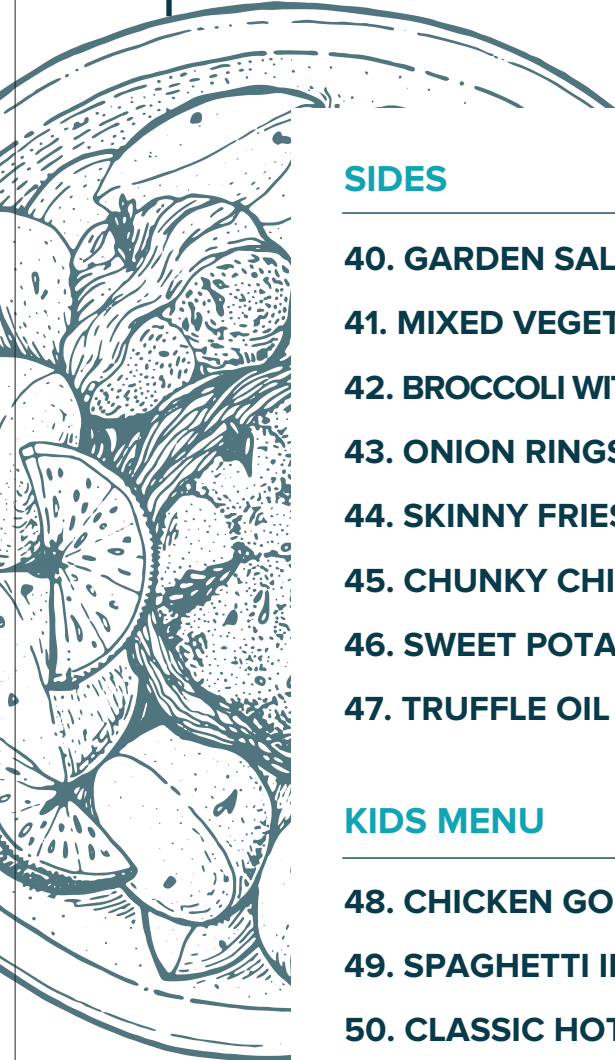 SIDES
40. GARDEN SAL
41. MIXED VEGET
42. BROCCOLI WIT
43. ONION RINGS
44. SKINNY FRIES
45. CHUNKY CHI
46. SWEET POTA
47. TRUFFLE OIL
KIDS MENU
48. CHICKEN GO
49. SPAGHETTI I
50. CLASSIC HOT